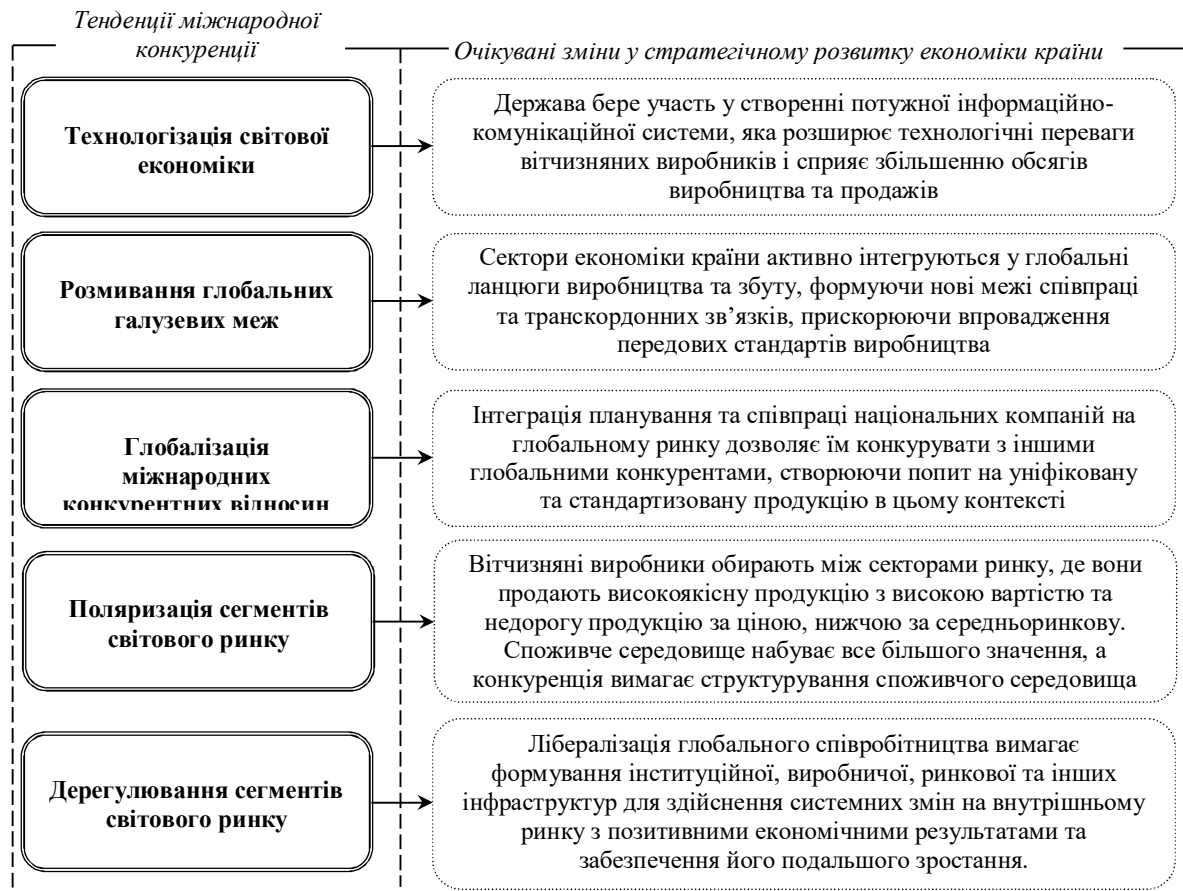 Тенденції міжнародної
конкуренції
Очікувані зміни у стратегічному розвитку економіки країни
Технологізація світової
економіки
Держава бере участь у створенні потужної інформаційно-
комунікаційної системи, яка розширює технологічні переваги
вітчизняних виробників і сприяє збільшенню обсягів
виробництва та продажів
Розмивання глобальних
галузевих меж
Сектори економіки країни активно інтегруються у глобальні
ланцюги виробництва та збуту, формуючи нові межі співпраці
та транскордонних зв’язків, прискорюючи впровадження
передових стандартів виробництва
Глобалізація
міжнародних
конкурентних відносин
Інтеграція планування та співпраці національних компаній на
глобальному ринку дозволяє їм конкурувати з іншими
глобальними конкурентами, створюючи попит на уніфіковану
та стандартизовану продукцію в цьому контексті
Поляризація сегментів
світового ринку
Вітчизняні виробники обирають між секторами ринку, де вони
продають високоякісну продукцію з високою вартістю та
недорогу продукцію за ціною, нижчою за середньоринкову.
Споживче середовище набуває все більшого значення, а
конкуренція вимагає структурування споживчого середовища
Дерегулювання сегментів
світового ринку
Лібералізація глобального співробітництва вимагає
формування інституційної, виробничої, ринкової та інших
інфраструктур для здійснення системних змін на внутрішньому
ринку з позитивними економічними результатами та
забезпечення його подальшого зростання.